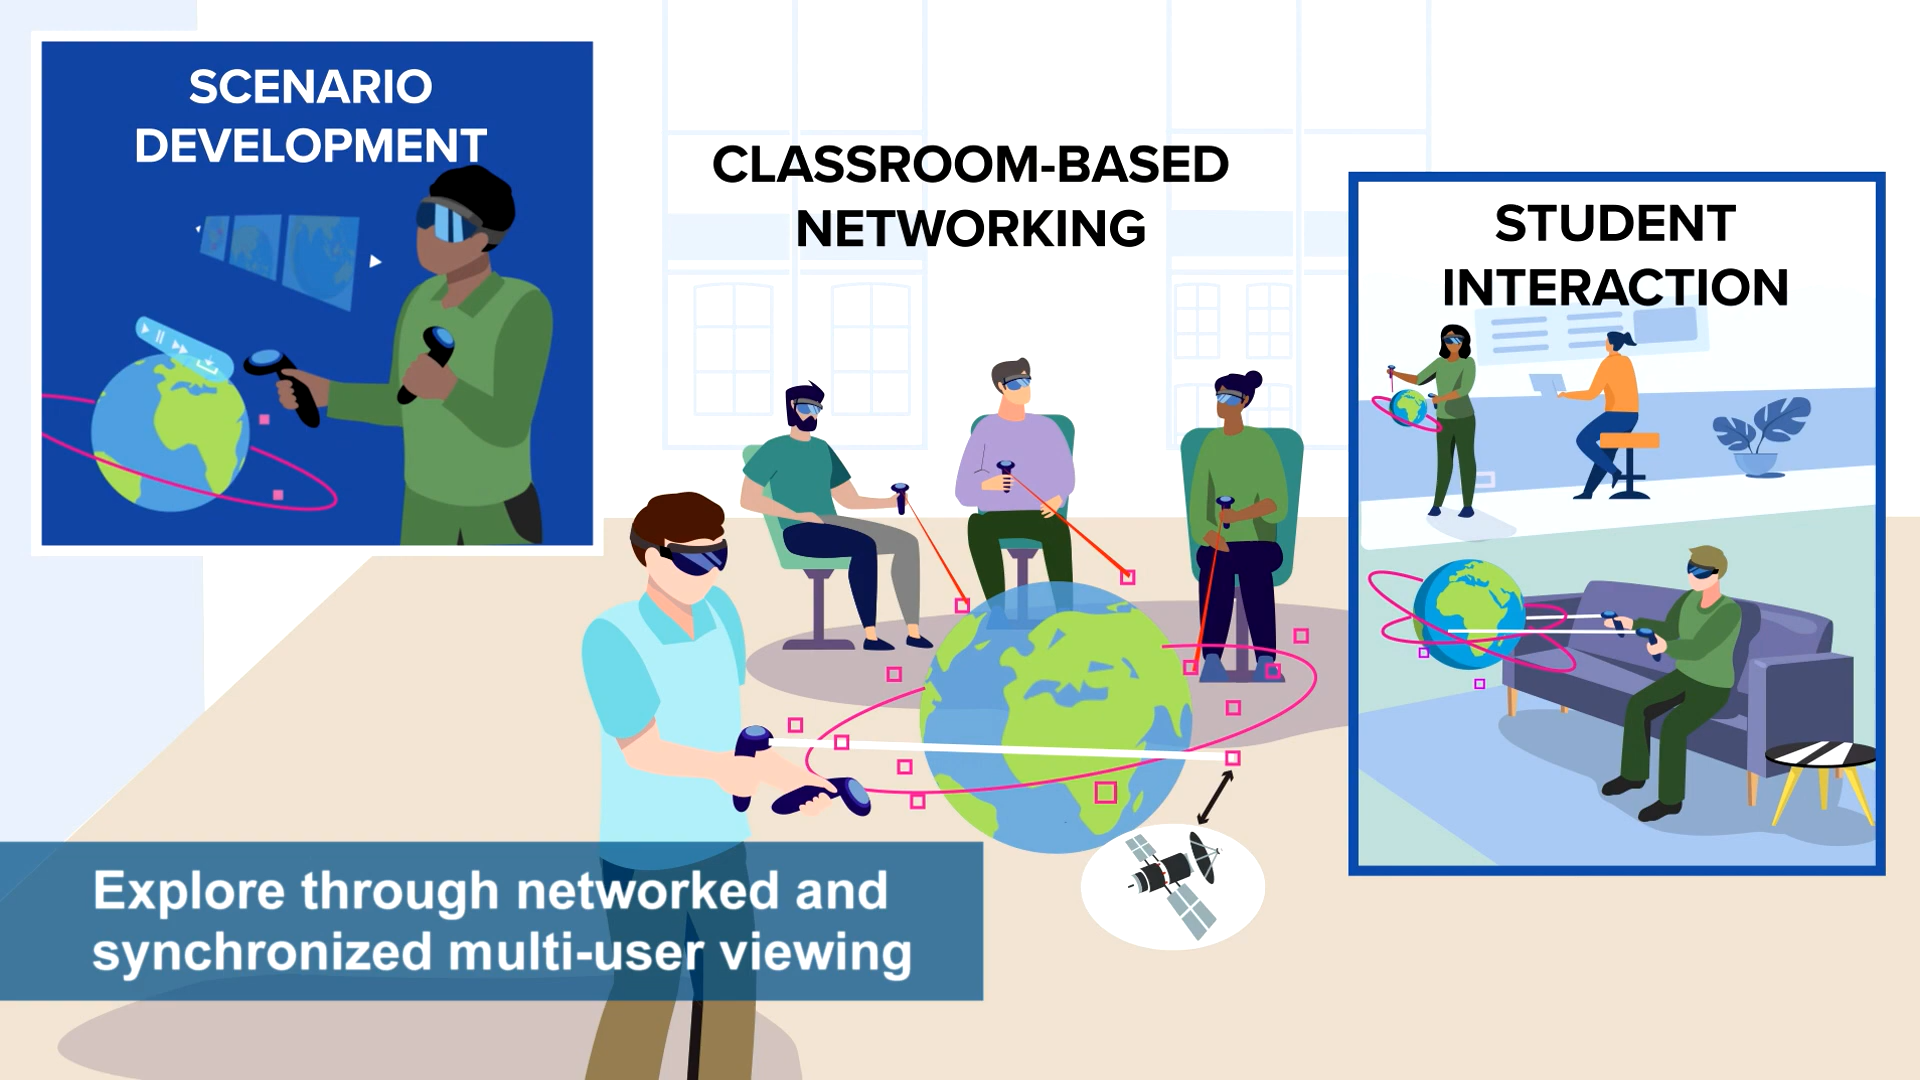 SCENARIO
DEVELOPMENT
CLASSROOM-BASED
NETWORKING
STUDENT
INTERACTION
Explore through networked and
synchronized multi-user viewing